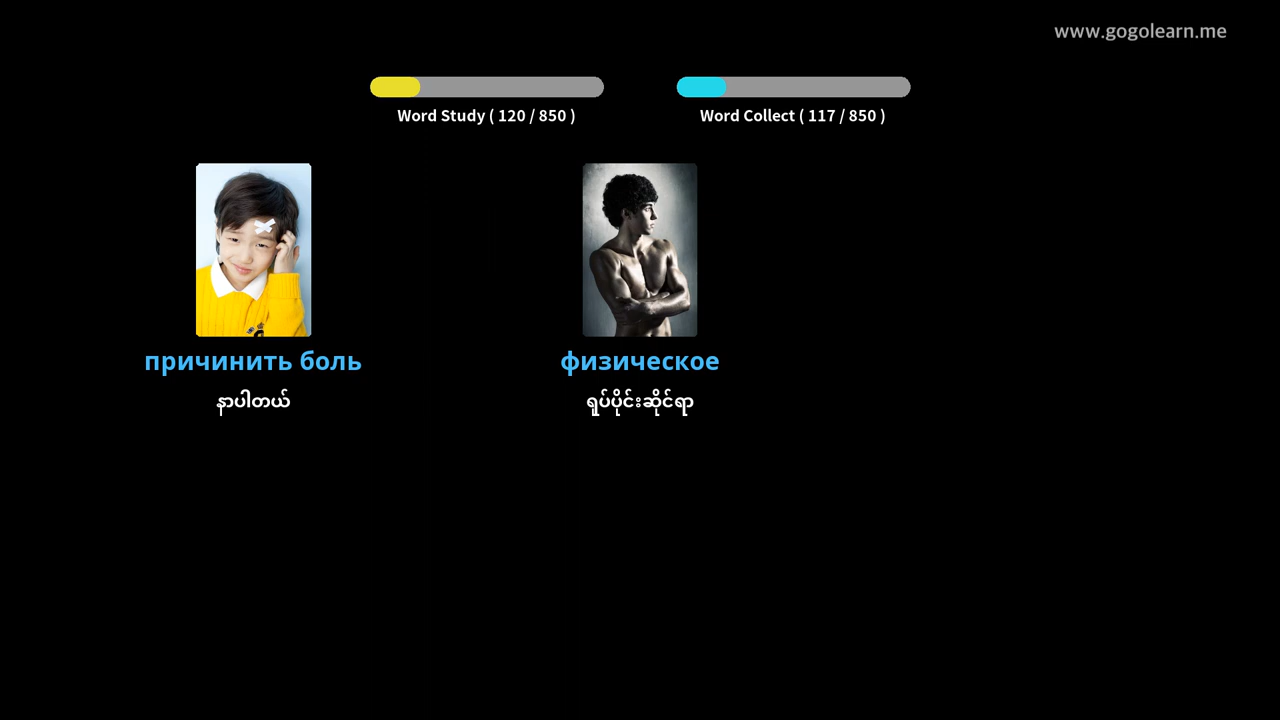 www.gogolearn.me
Word Study ( 120 / 850 )
Word Collect ( 117 / 850 )
причинить боль
физическое
နာပါတယ်
ရုပ်ပိုင်းဆိုင်ရာ